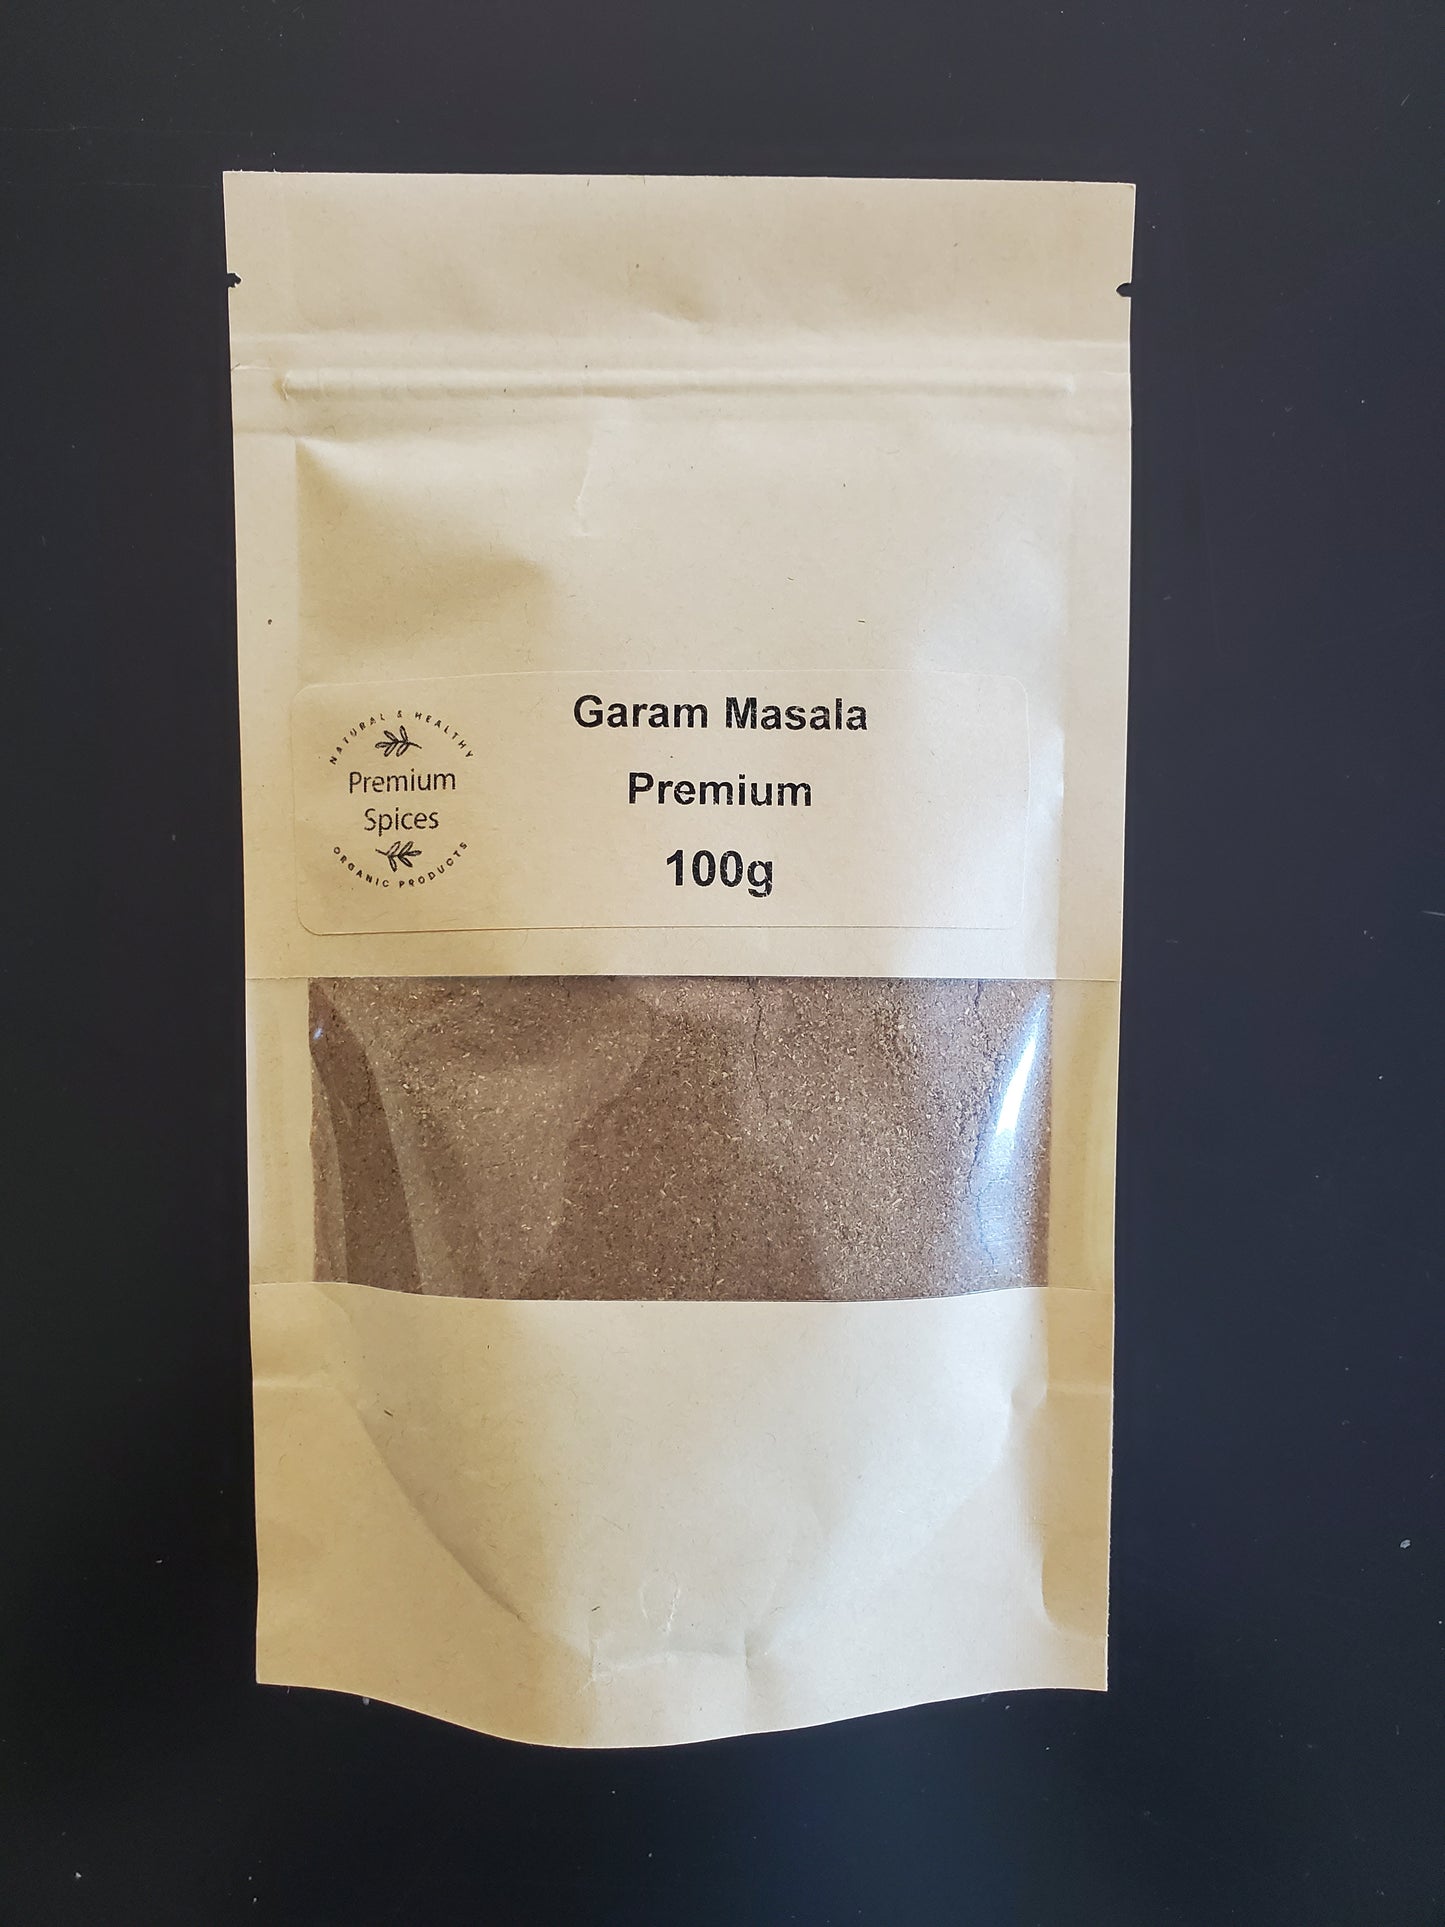 NATURAL & HEALTHY
Premium
Spices
ORGANIC PRODUCTS
Garam Masala
Premium
100g